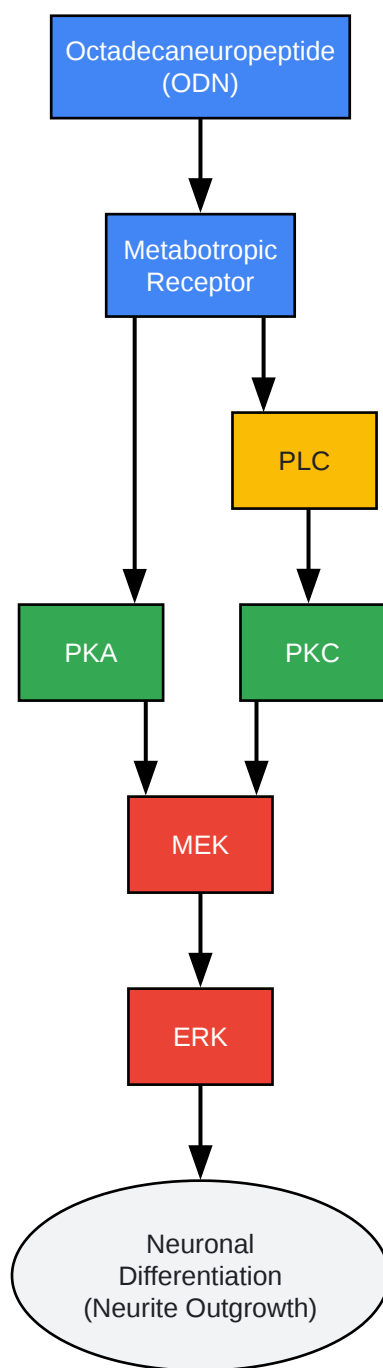 Octadecaneuropeptide
(ODN)
Metabotropic
Receptor
PLC
PKA
PKC
MEK
ERK
Neuronal
Differentiation
(Neurite Outgrowth)